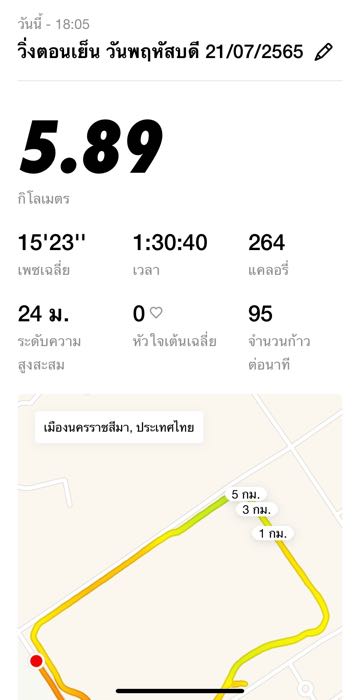 วันนี้ - 18:05
วิ่งตอนเย็น วันพฤหัสบดี 21/07/2565
5.89
กิโลเมตร
15'23'' 1:30:40 264
เพซเฉลี่ย เวลา แคลอรี่
24 ม. 0 95
ระดับความ หัวใจเต้นเฉลี่ย จำนวนก้าว
สูงสะสม ต่อนาที
เมืองนครราชสีมา, ประเทศไทย
5 กม.
3 กม.
1 กม.